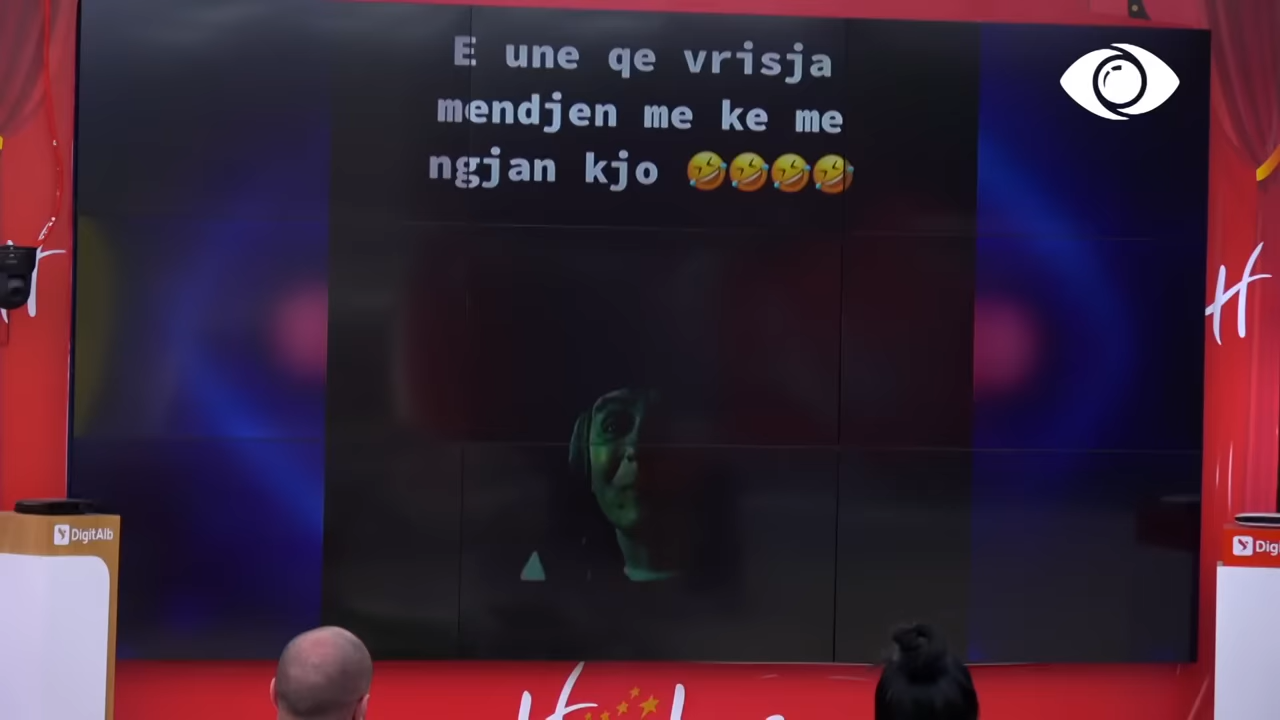 E une qe vrisja
mendjen me ke me
ngjan kjo 🤣🤣🤣🤣
DigitAlb
H